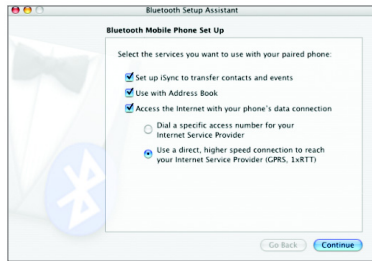 Bluetooth Setup Assistant
Bluetooth Mobile Phone Set Up
Select the services you want to use with your paired phone:
Set up iSync to transfer contacts and events
Use with Address Book
Access the Internet with your phone's data connection
Dial a specific access number for your
Internet Service Provider
Use a direct, higher speed connection to reach
your Internet Service Provider (GPRS, 1xRTT)
Go Back
Continue